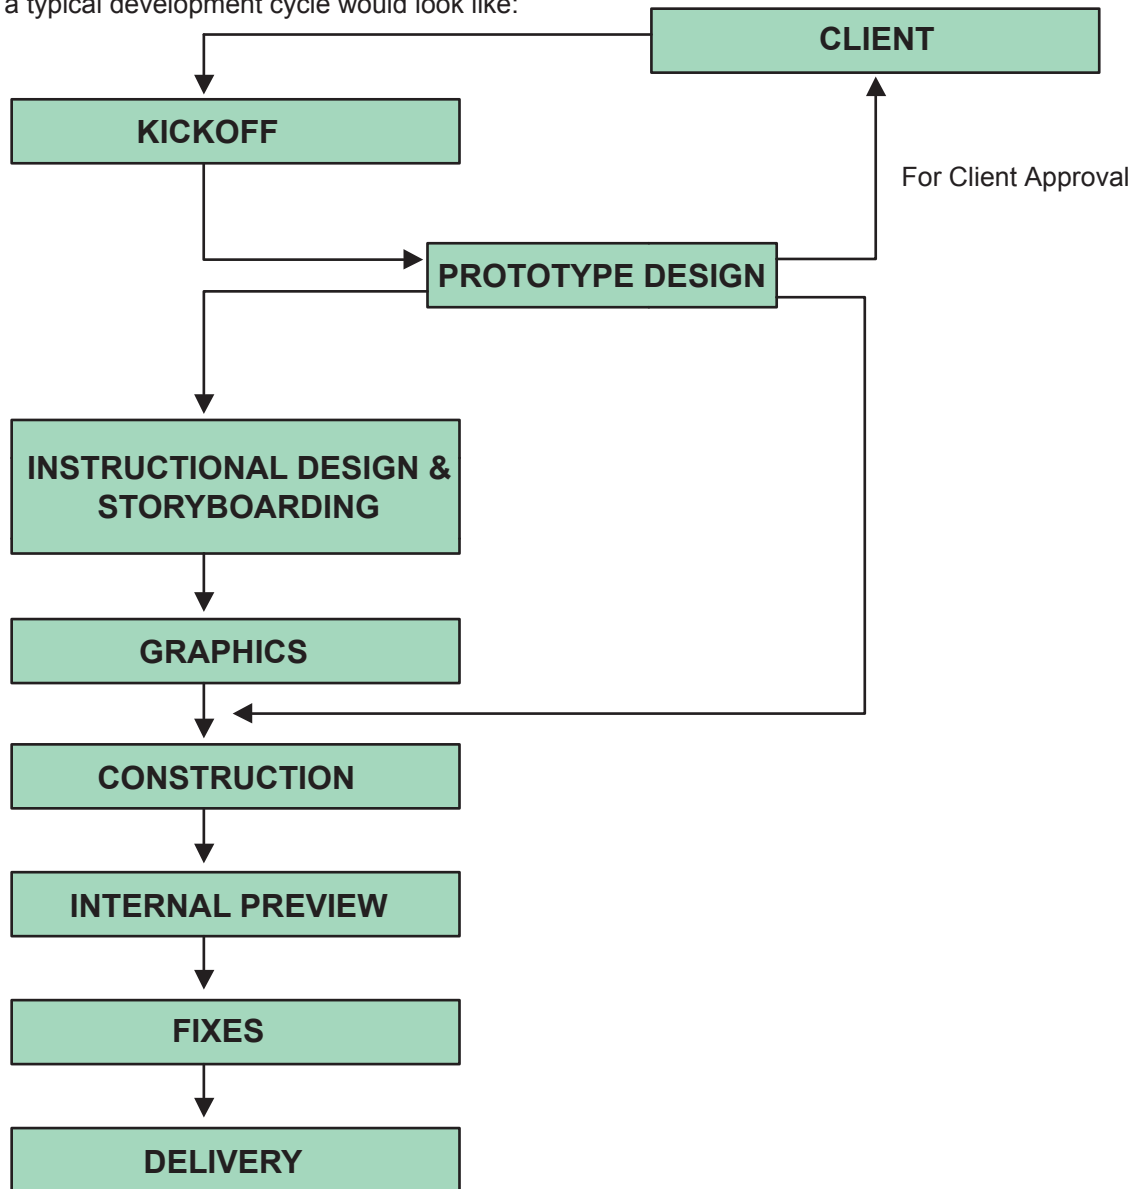 a typical development cycle would look like:
CLIENT
KICKOFF
For Client Approval
PROTOTYPE DESIGN
INSTRUCTIONAL DESIGN &
STORYBOARDING
GRAPHICS
CONSTRUCTION
INTERNAL PREVIEW
FIXES
DELIVERY